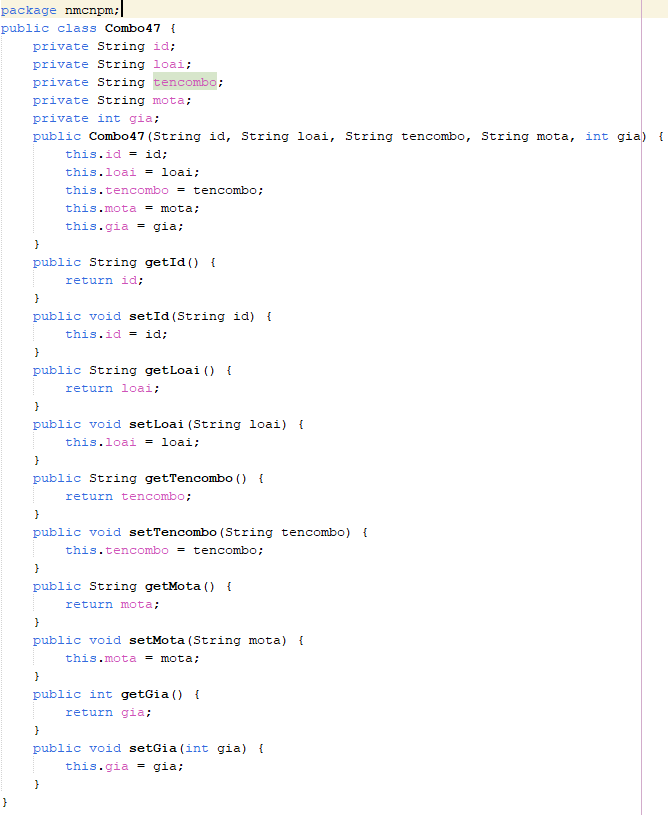 package nmcnpm;
public class Combo47 {
    private String id;
    private String loai;
    private String tencombo;
    private String mota;
    private int gia;
    public Combo47(String id, String loai, String tencombo, String mota, int gia) {
        this.id = id;
        this.loai = loai;
        this.tencombo = tencombo;
        this.mota = mota;
        this.gia = gia;
    }
    public String getId() {
        return id;
    }
    public void setId(String id) {
        this.id = id;
    }
    public String getLoai() {
        return loai;
    }
    public void setLoai(String loai) {
        this.loai = loai;
    }
    public String getTencombo() {
        return tencombo;
    }
    public void setTencombo(String tencombo) {
        this.tencombo = tencombo;
    }
    public String getMota() {
        return mota;
    }
    public void setMota(String mota) {
        this.mota = mota;
    }
    public int getGia() {
        return gia;
    }
    public void setGia(int gia) {
        this.gia = gia;
    }
}